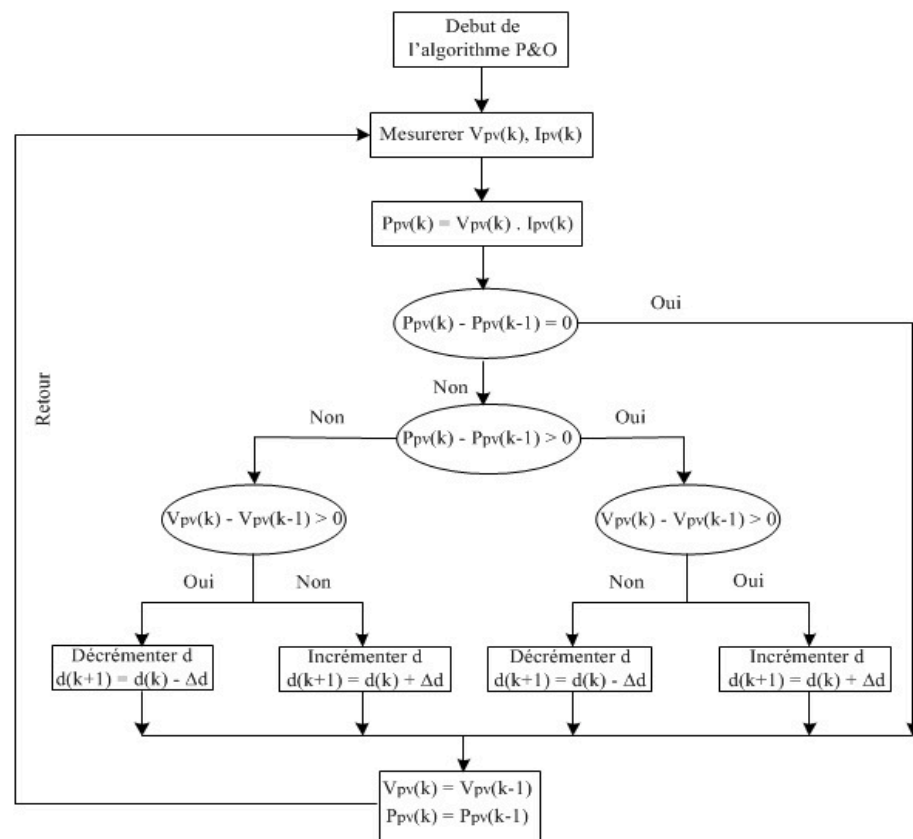 Debut de
l'algorithme P&O
Mesurerer Vpv(k), Ipv(k)
Ppv(k) = Vpv(k) . Ipv(k)
Oui
Ppv(k) - Ppv(k-1) = 0
Retour
Non
Non
Oui
Ppv(k) - Ppv(k-1) > 0
Vpv(k) - Vpv(k-1) > 0
Vpv(k) - Vpv(k-1) > 0
Oui
Non
Non
Oui
Décrémenter d
d(k+1) = d(k) - Δd
Incrémenter d
d(k+1) = d(k) + Δd
Décrémenter d
d(k+1) = d(k) - Δd
Incrémenter d
d(k+1) = d(k) + Δd
Vpv(k) = Vpv(k-1)
Ppv(k) = Ppv(k-1)